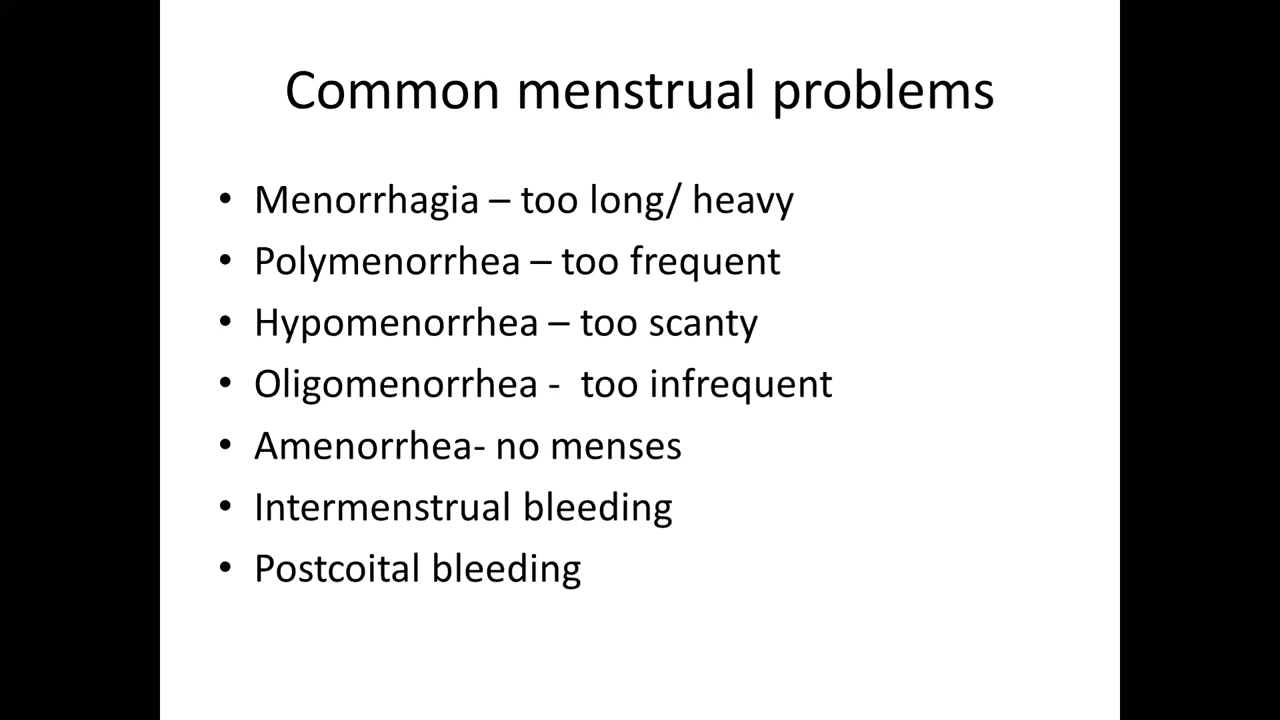 Common menstrual problems
• Menorrhagia – too long/ heavy
• Polymenorrhea – too frequent
• Hypomenorrhea – too scanty
• Oligomenorrhea -  too infrequent
• Amenorrhea- no menses
• Intermenstrual bleeding
• Postcoital bleeding